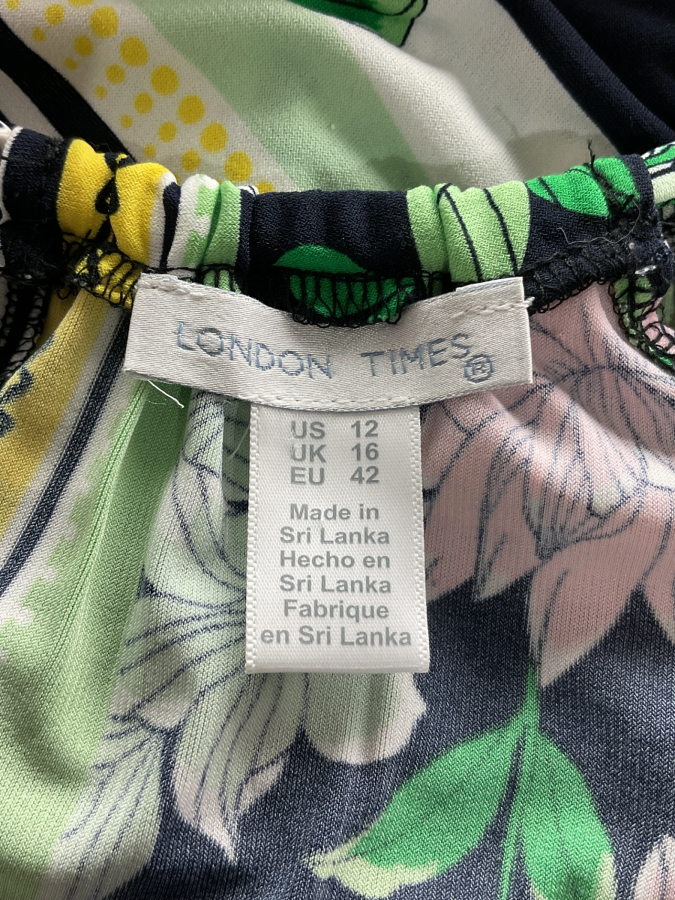 LONDON TIMES®
US 12
UK 16
EU 42
Made in
Sri Lanka
Hecho en
Sri Lanka
Fabrique
en Sri Lanka